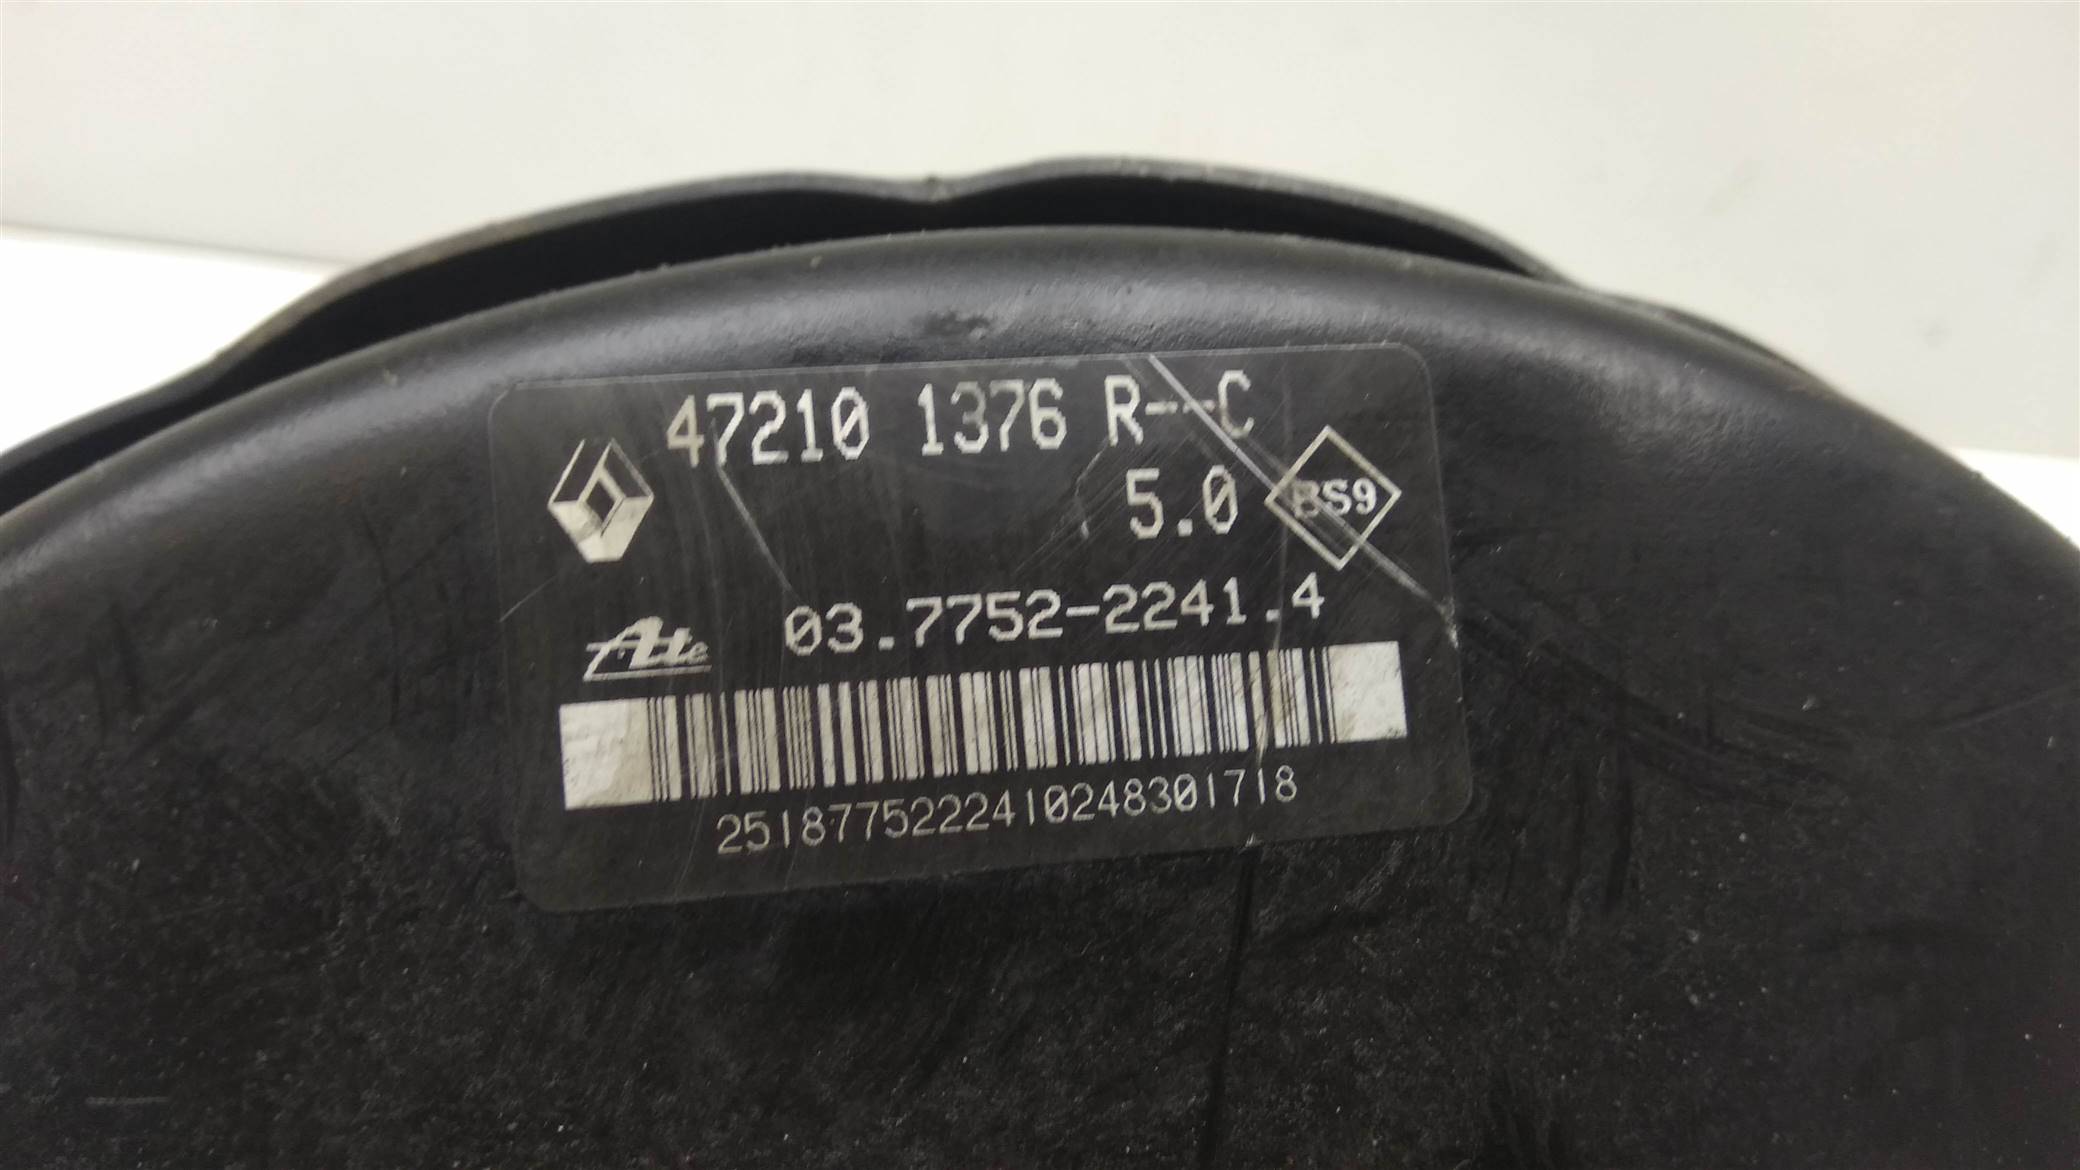 47210 1376 R--C
5.0 BS9
Ate 03.7752-2241.4
2518775222410248301718